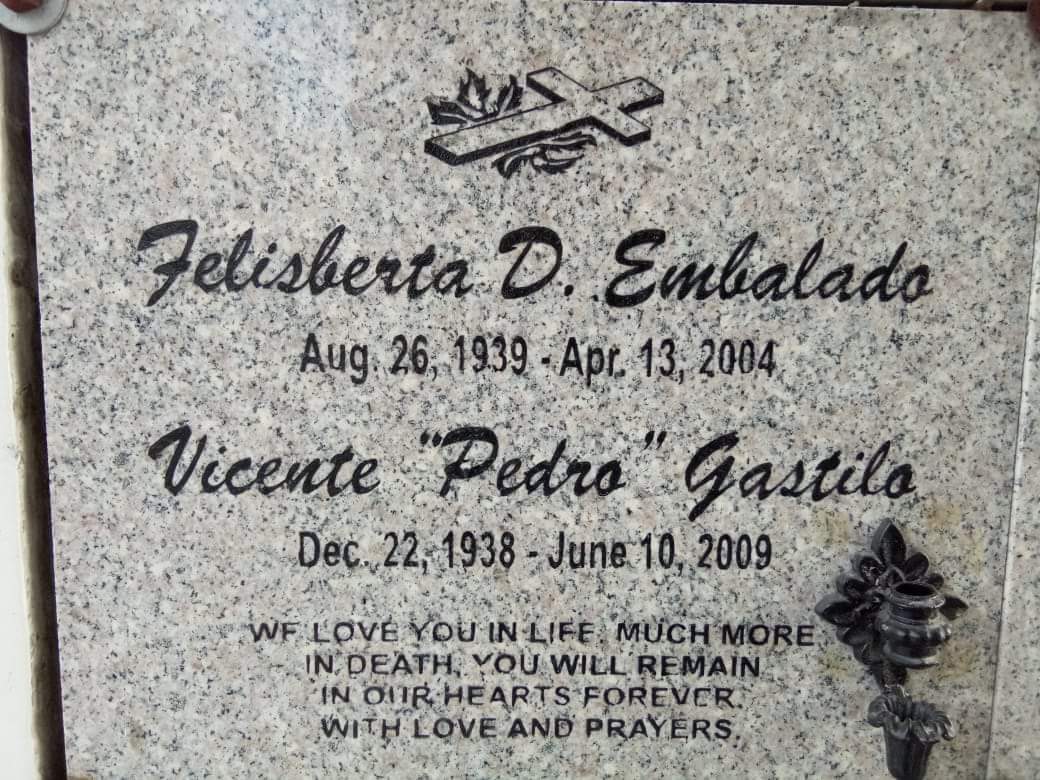 Felisberta D. Embalado
Aug. 26, 1939 - Apr. 13, 2004
Vicente "Pedro" Gastilo
Dec. 22, 1938 - June 10, 2009
WE LOVE YOU IN LIFE, MUCH MORE
IN DEATH, YOU WILL REMAIN
IN OUR HEARTS FOREVER.
WITH LOVE AND PRAYERS.